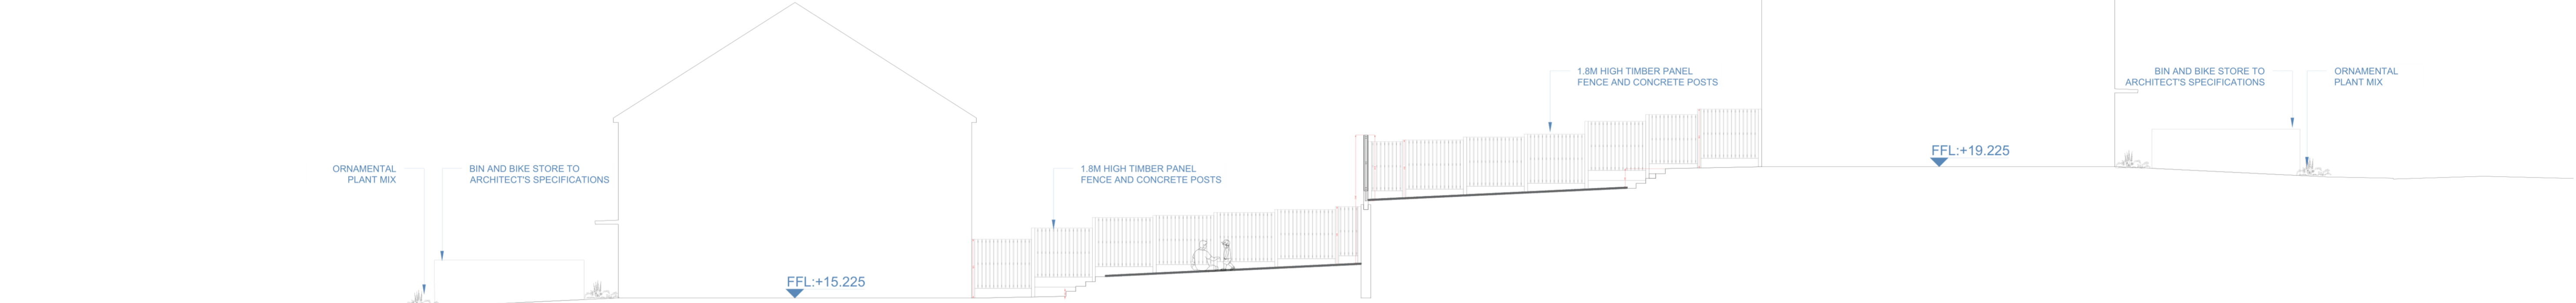 ORNAMENTAL
PLANT MIX
BIN AND BIKE STORE TO
ARCHITECT'S SPECIFICATIONS
FFL:+15.225
1.8M HIGH TIMBER PANEL
FENCE AND CONCRETE POSTS
1.8M HIGH TIMBER PANEL
FENCE AND CONCRETE POSTS
FFL:+19.225
BIN AND BIKE STORE TO
ARCHITECT'S SPECIFICATIONS
ORNAMENTAL
PLANT MIX